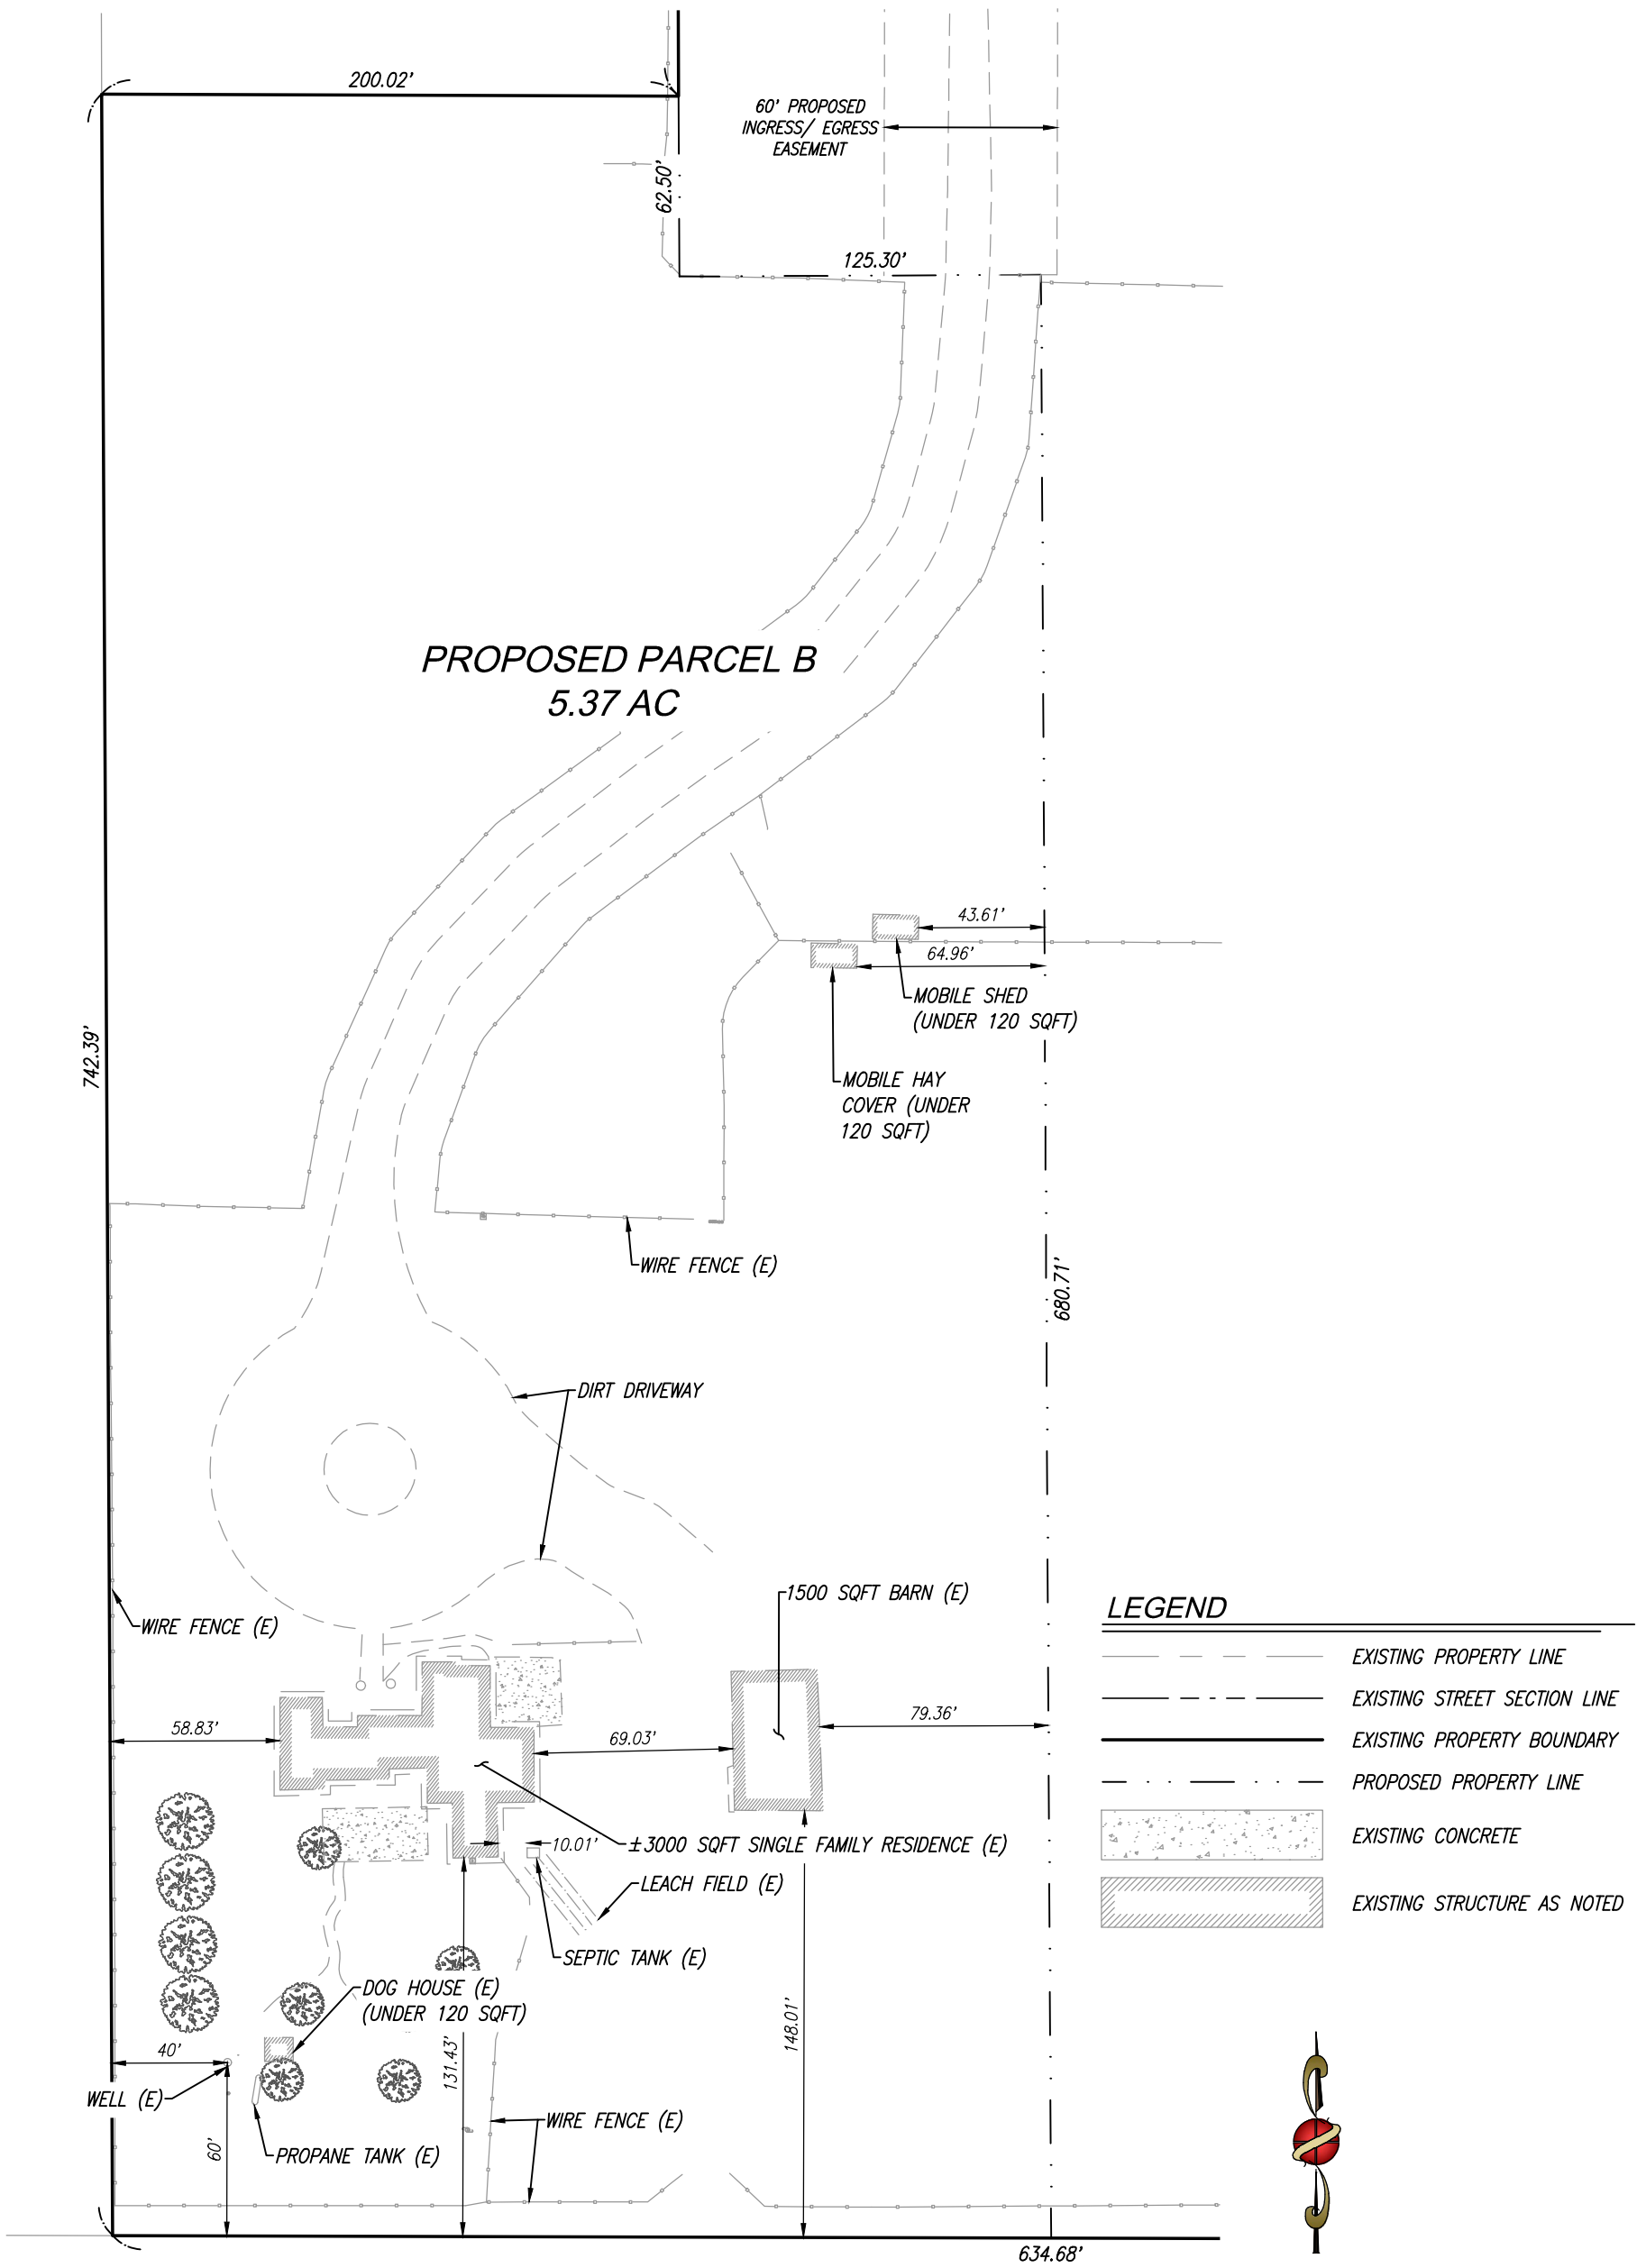 200.02'
60' PROPOSED
INGRESS/ EGRESS
EASEMENT
62.50'
125.30'
PROPOSED PARCEL B
5.37 AC
43.61'
64.96'
MOBILE SHED
(UNDER 120 SQFT)
MOBILE HAY
COVER (UNDER
120 SQFT)
742.39'
WIRE FENCE (E)
680.71'
DIRT DRIVEWAY
1500 SQFT BARN (E)
WIRE FENCE (E)
58.83'
69.03'
79.36'
10.01'
±3000 SQFT SINGLE FAMILY RESIDENCE (E)
LEACH FIELD (E)
SEPTIC TANK (E)
DOG HOUSE (E)
(UNDER 120 SQFT)
131.43'
148.01'
40'
WELL (E)
60'
PROPANE TANK (E)
WIRE FENCE (E)
634.68'
LEGEND
EXISTING PROPERTY LINE
EXISTING STREET SECTION LINE
EXISTING PROPERTY BOUNDARY
PROPOSED PROPERTY LINE
EXISTING CONCRETE
EXISTING STRUCTURE AS NOTED